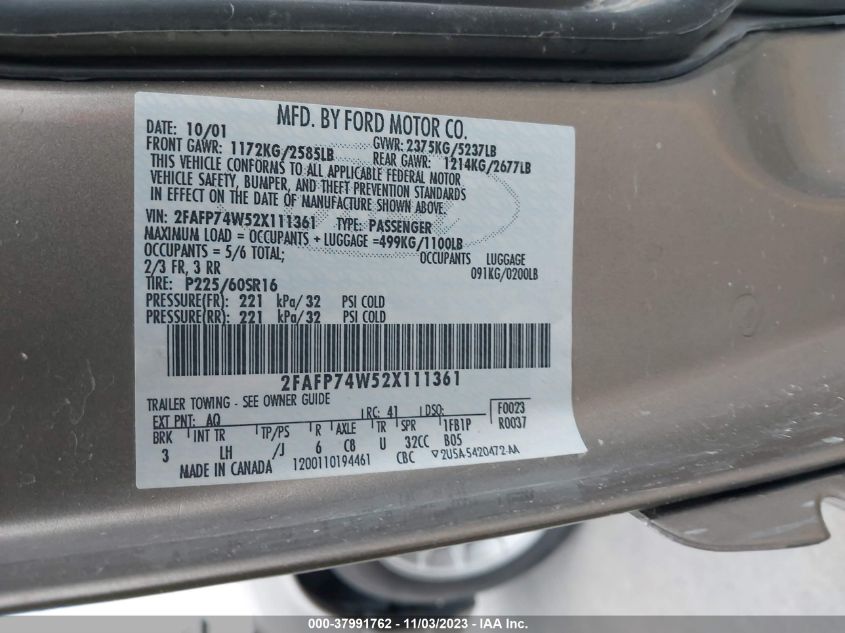 MFD. BY FORD MOTOR CO.
DATE: 10/01 GVWR: 2375KG/5237LB
FRONT GAWR: 1172KG/2585LB REAR GAWR: 1214KG/2677LB
THIS VEHICLE CONFORMS TO ALL APPLICABLE FEDERAL MOTOR
VEHICLE SAFETY, BUMPER, AND THEFT PREVENTION STANDARDS
IN EFFECT ON THE DATE OF MANUFACTURE SHOWN ABOVE.
VIN: 2FAFP74W52X111361 TYPE: PASSENGER
MAXIMUM LOAD = OCCUPANTS + LUGGAGE =499KG/1100LB
OCCUPANTS = 5/6 TOTAL; OCCUPANTS LUGGAGE
2/3 FR, 3 RR 091KG/0200LB
TIRE: P225/60SR16
PRESSURE(FR): 221 kPa/32 PSI COLD
PRESSURE(RR): 221 kPa/32 PSI COLD
2FAFP74W52X111361
TRAILER TOWING - SEE OWNER GUIDE
EXT PNT: AQ RC: 41 DSO: F0023
BRK INT TR TP/PS R AXLE TR SPR 1FB1P R0037
3 LH /J 6 C8 U 32CC B05
MADE IN CANADA 1200110194461 CBC ▽2U5A-5420472-AA
000-37991762 - 11/03/2023 - IAA Inc.